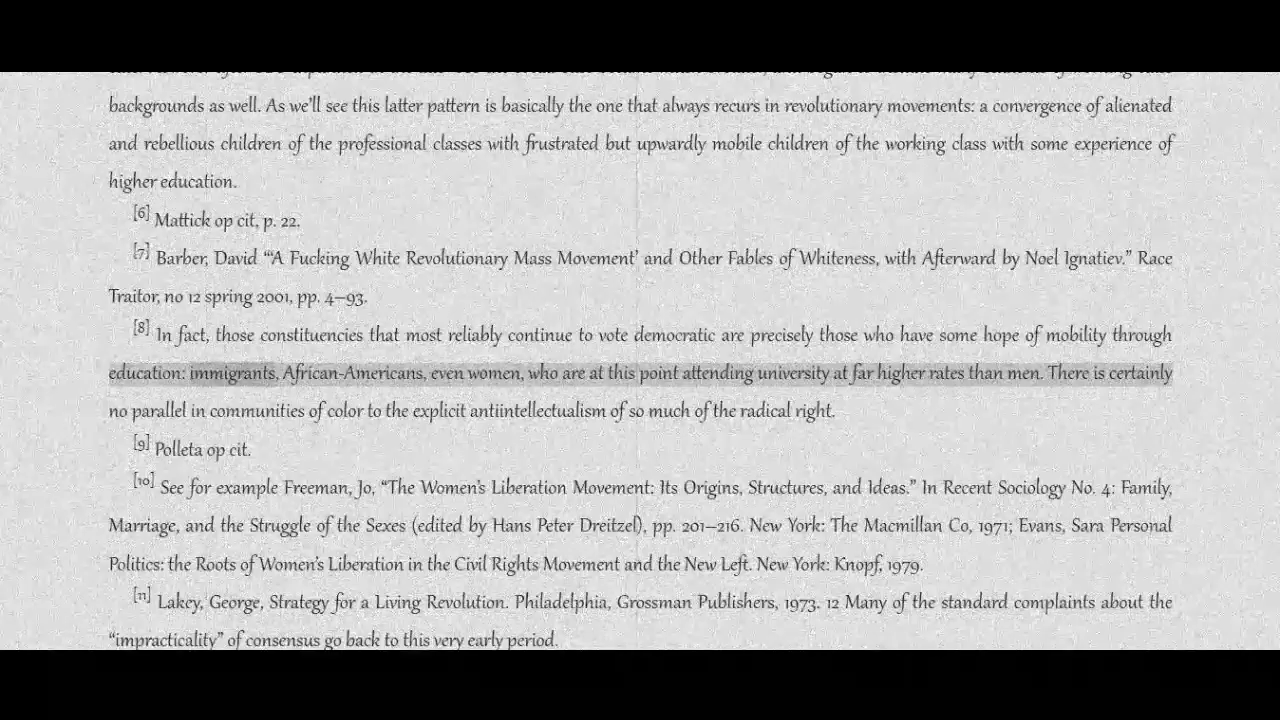 backgrounds as well. As we'll see this latter pattern is basically the one that always recurs in revolutionary movements: a convergence of alienated
and rebellious children of the professional classes with frustrated but upwardly mobile children of the working class with some experience of
higher education.
[6] Mattick op cit, p. 22.
[7] Barber, David “‘A Fucking White Revolutionary Mass Movement’ and Other Fables of Whiteness, with Afterward by Noel Ignatiev.” Race
Traitor, no 12 spring 2001, pp. 4–93.
[8] In fact, those constituencies that most reliably continue to vote democratic are precisely those who have some hope of mobility through
education: immigrants, African-Americans, even women, who are at this point attending university at far higher rates than men. There is certainly
no parallel in communities of color to the explicit antiintellectualism of so much of the radical right.
[9] Polleta op cit.
[10] See for example Freeman, Jo, “The Women's Liberation Movement: Its Origins, Structures, and Ideas.” In Recent Sociology No. 4: Family,
Marriage, and the Struggle of the Sexes (edited by Hans Peter Dreitzel), pp. 201–216. New York: The Macmillan Co, 1971; Evans, Sara Personal
Politics: the Roots of Women's Liberation in the Civil Rights Movement and the New Left. New York: Knopf, 1979.
[11] Lakey, George, Strategy for a Living Revolution. Philadelphia, Grossman Publishers, 1973. 12 Many of the standard complaints about the
“impracticality” of consensus go back to this very early period.